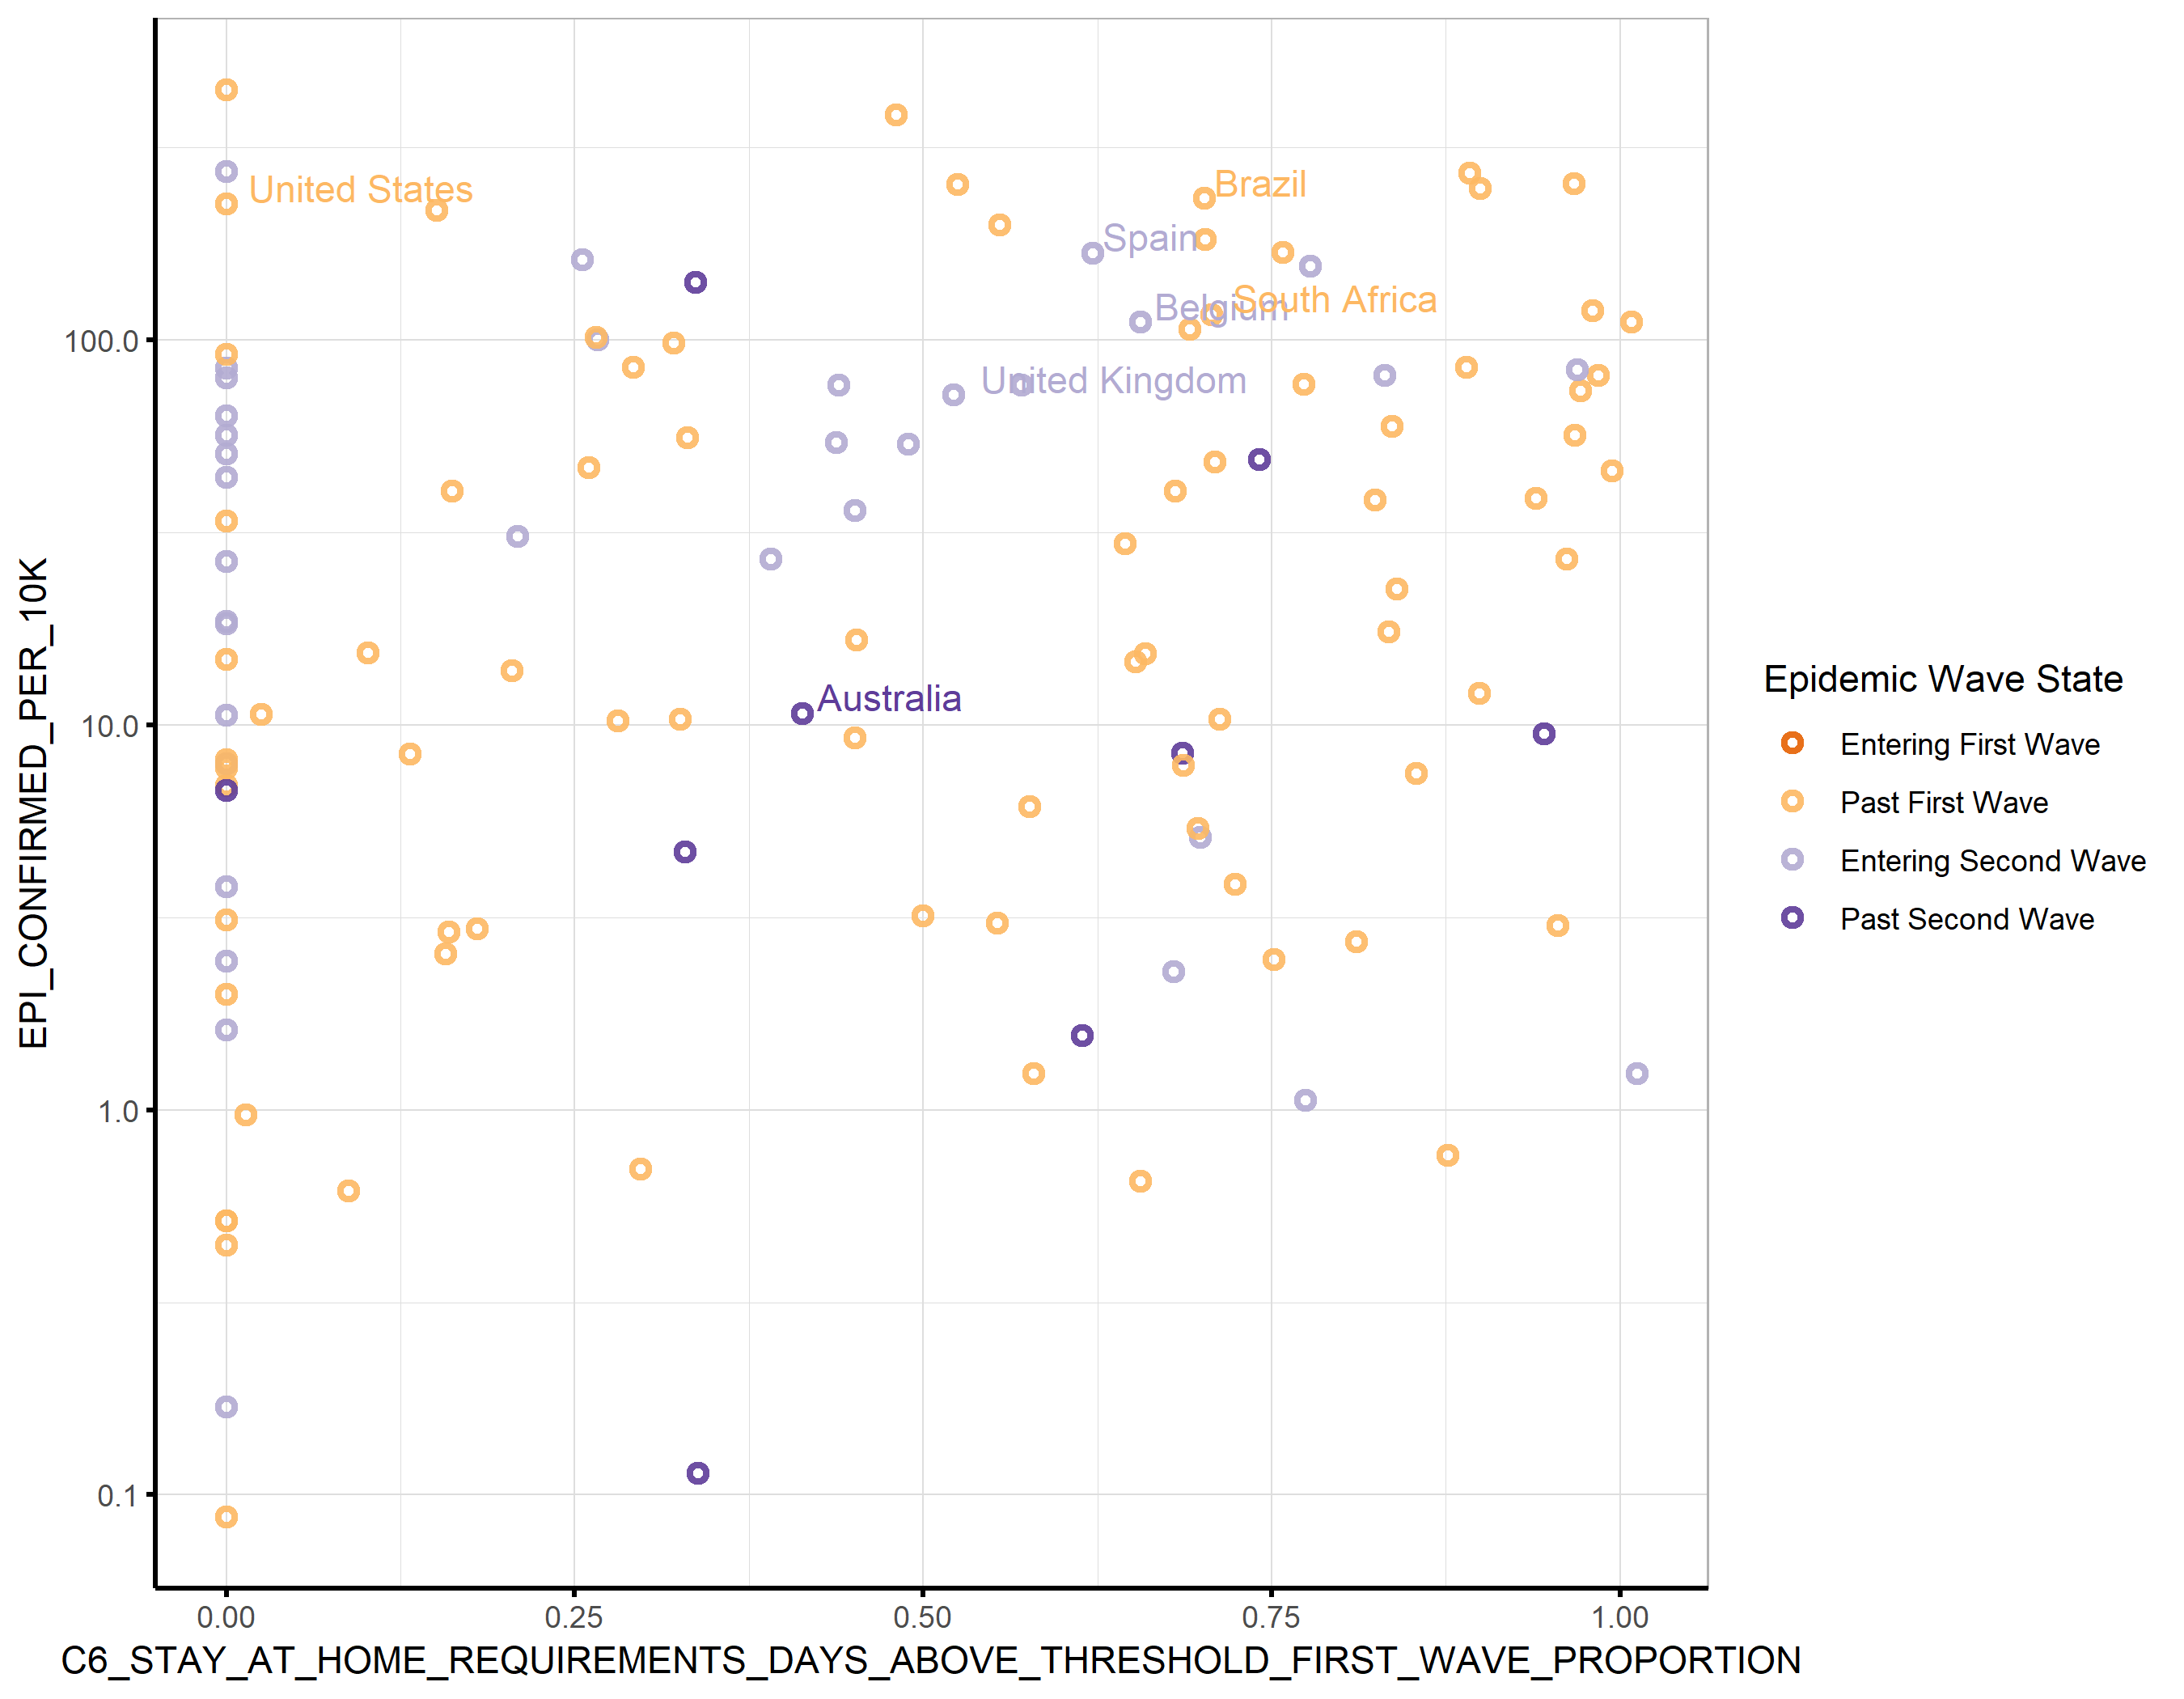 United States
Brazil
Spain
South Africa
Belgium
100.0
United Kingdom
EPI_CONFIRMED_PER_10K
Epidemic Wave State
Australia
10.0
Entering First Wave
Past First Wave
Entering Second Wave
Past Second Wave
1.0
0.1
0.00 0.25 0.50 0.75 1.00
C6_STAY_AT_HOME_REQUIREMENTS_DAYS_ABOVE_THRESHOLD_FIRST_WAVE_PROPORTION